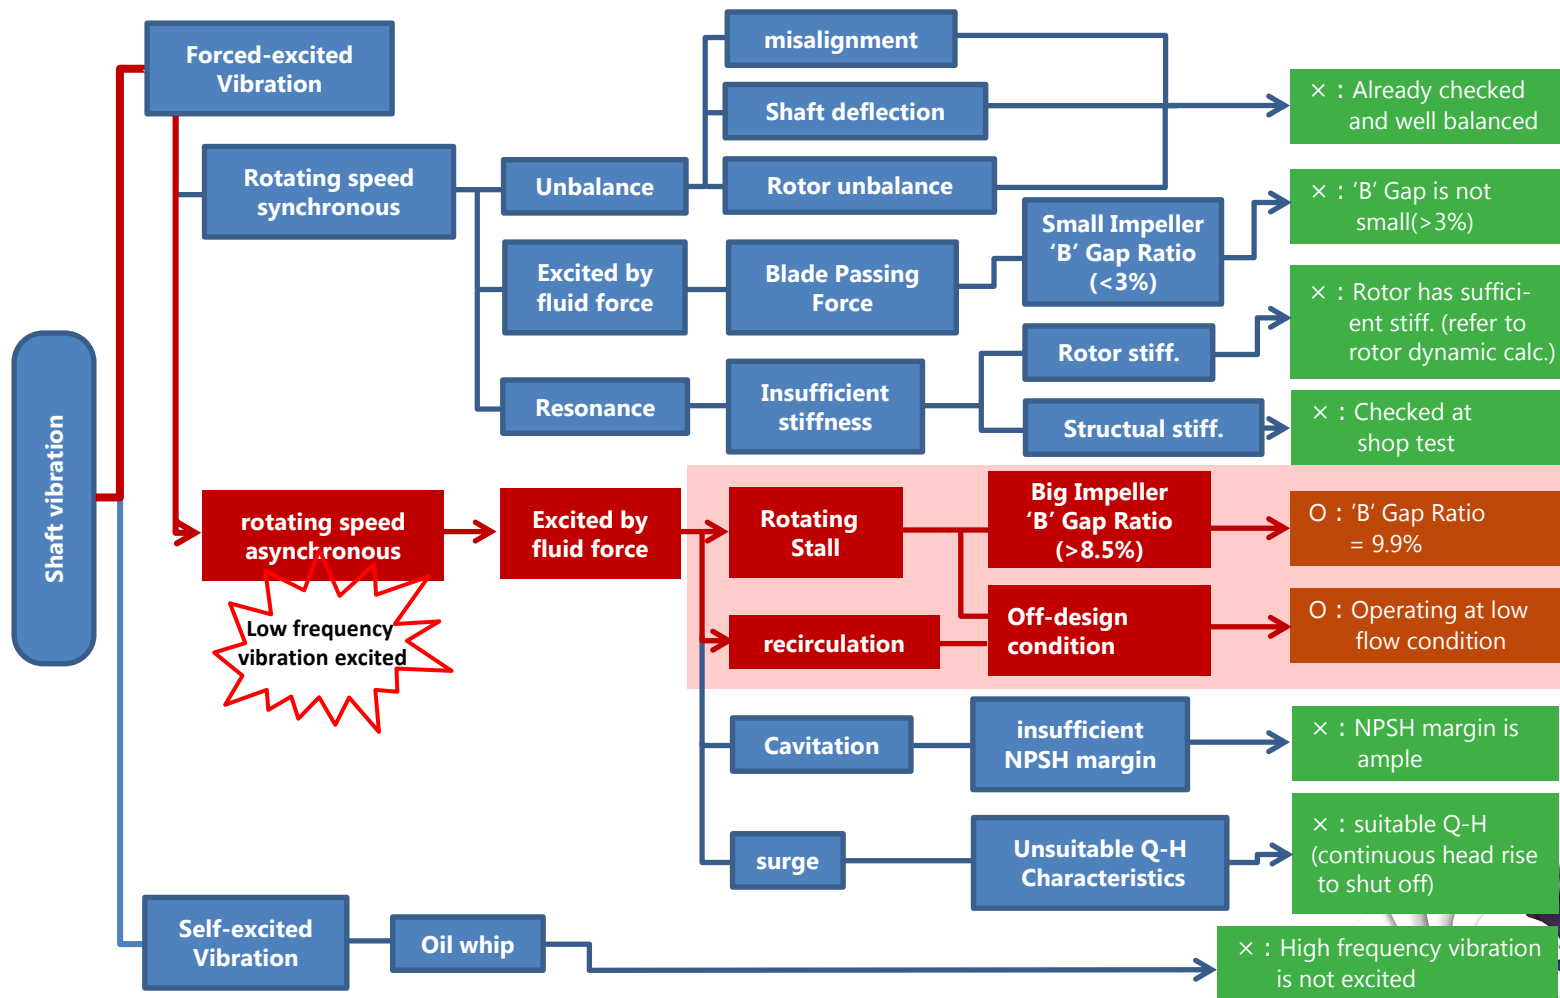 Shaft vibration
Forced-excited
Vibration
Rotating speed
synchronous
Unbalance
misalignment
Shaft deflection
Rotor unbalance
× : Already checked
and well balanced
Excited by
fluid force
Blade Passing
Force
Small Impeller
‘B’ Gap Ratio
(<3%)
× : ‘B’ Gap is not
small(>3%)
Resonance
Insufficient
stiffness
Rotor stiff.
× : Rotor has suffici-
ent stiff. (refer to
rotor dynamic calc.)
Structual stiff.
× : Checked at
shop test
rotating speed
asynchronous
Low frequency
vibration excited
Excited by
fluid force
Rotating
Stall
Big Impeller
‘B’ Gap Ratio
(>8.5%)
O : ‘B’ Gap Ratio
= 9.9%
recirculation
Off-design
condition
O : Operating at low
flow condition
Cavitation
insufficient
NPSH margin
× : NPSH margin is
ample
surge
Unsuitable Q-H
Characteristics
× : suitable Q-H
(continuous head rise
to shut off)
Self-excited
Vibration
Oil whip
× : High frequency vibration
is not excited